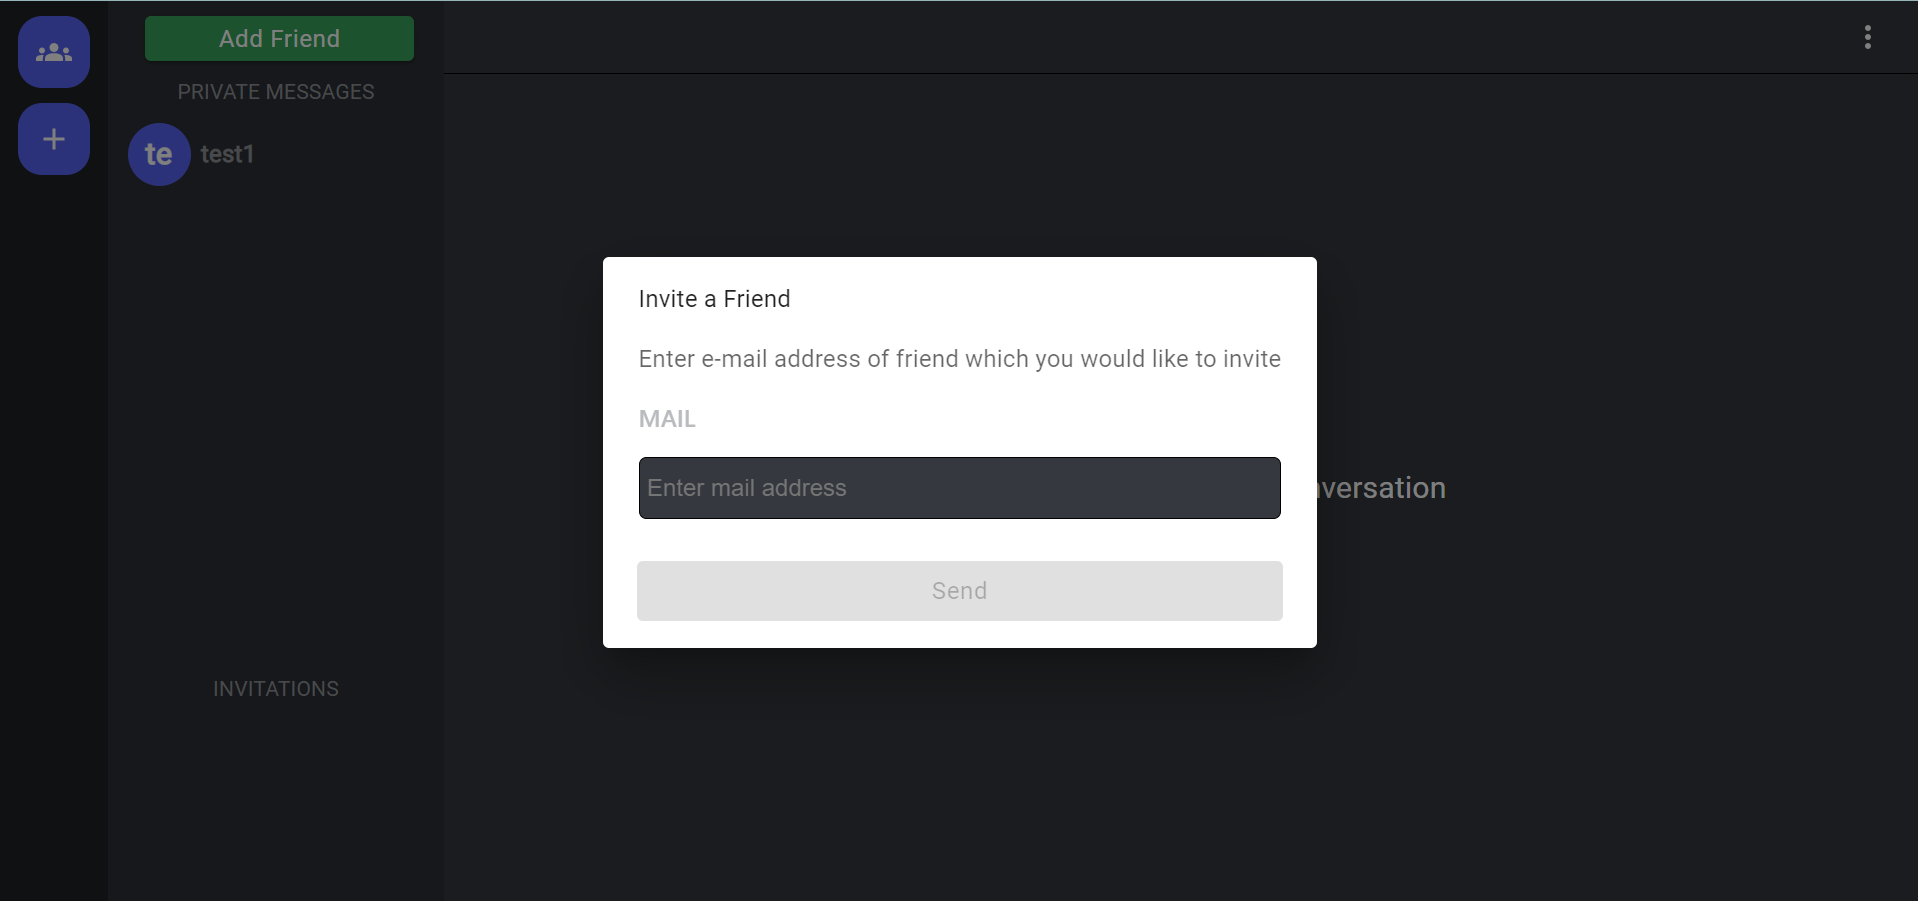 Add Friend
PRIVATE MESSAGES
te test1
Invite a Friend
Enter e-mail address of friend which you would like to invite
MAIL
Enter mail address
versation
Send
INVITATIONS